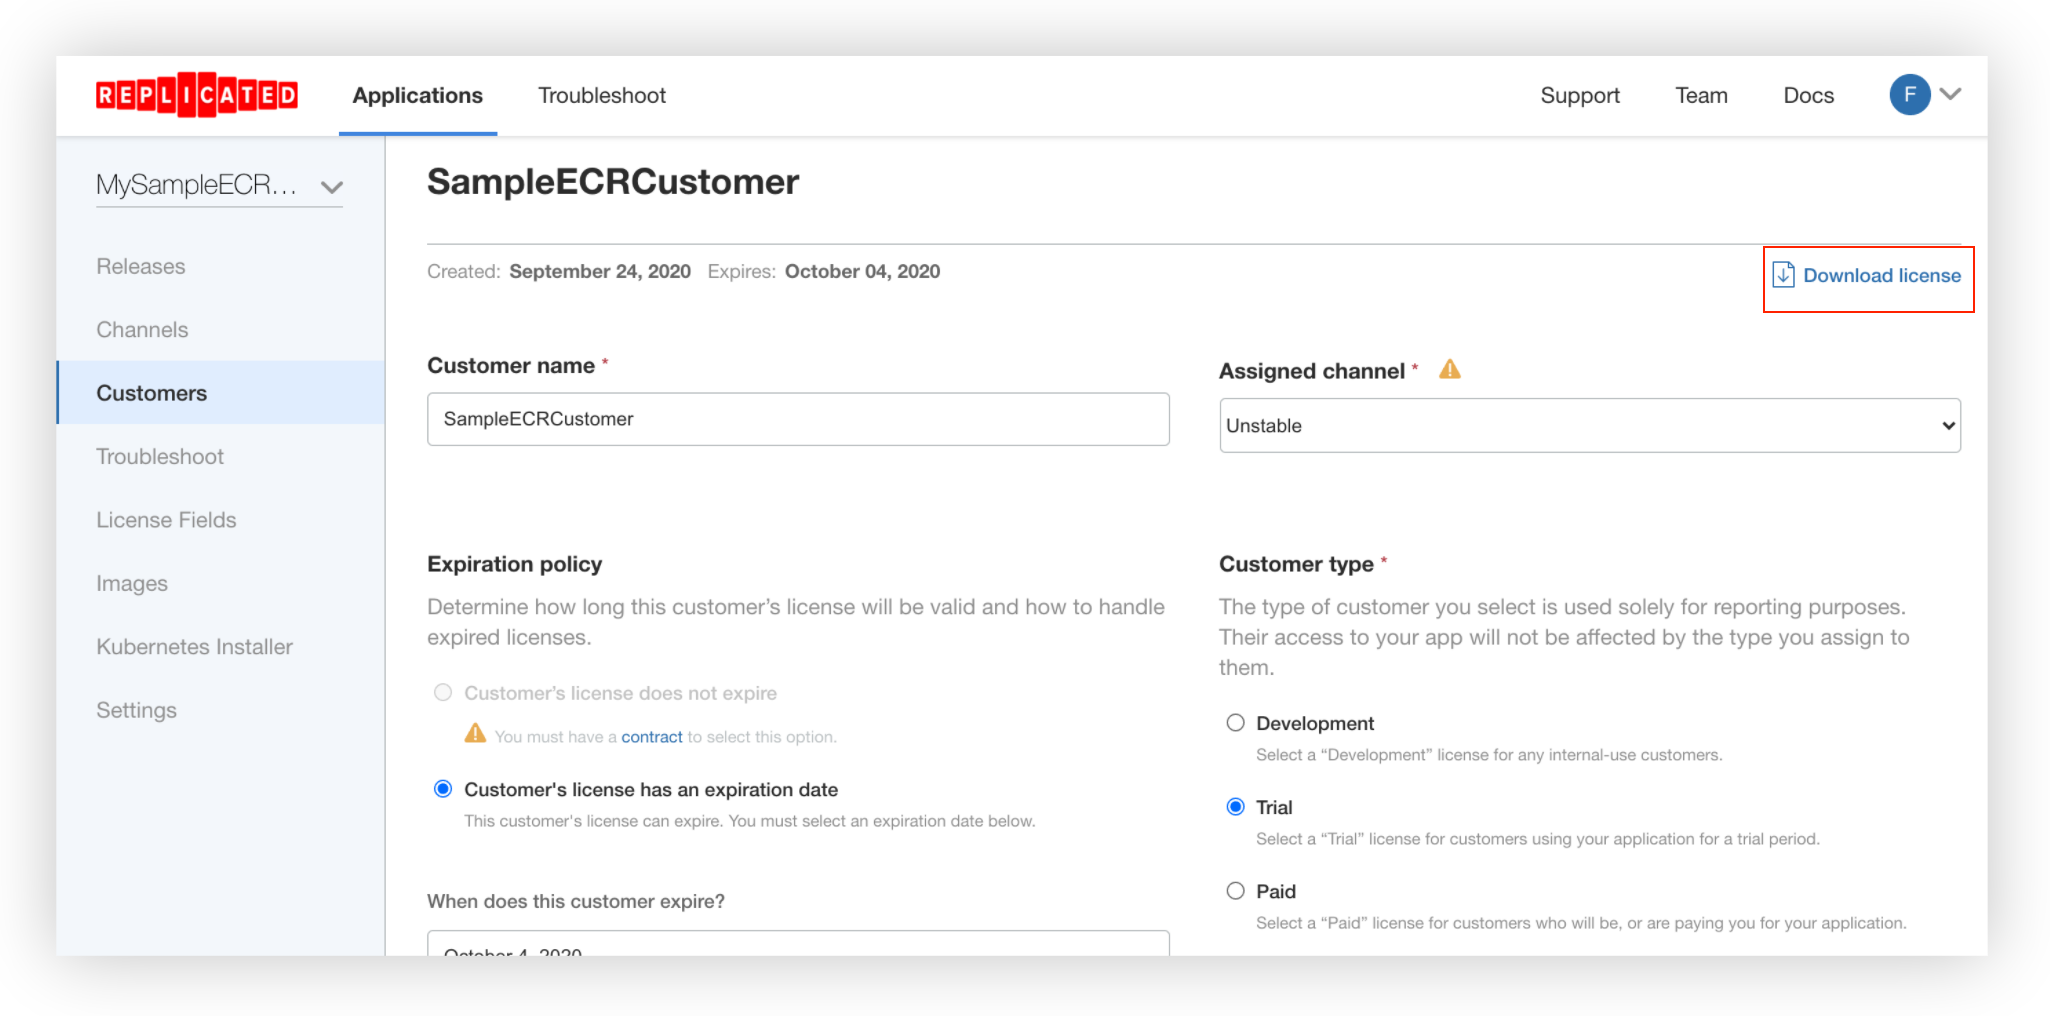 REPLICATED
Applications
Troubleshoot
Support
Team
Docs
F
MySampleECR...
Releases
Channels
Customers
Troubleshoot
License Fields
Images
Kubernetes Installer
Settings
SampleECRCustomer
Created: September 24, 2020 Expires: October 04, 2020
Download license
Customer name *
SampleECRCustomer
Assigned channel *
Unstable
Expiration policy
Determine how long this customer’s license will be valid and how to handle
expired licenses.
Customer’s license does not expire
You must have a contract to select this option.
Customer's license has an expiration date
This customer's license can expire. You must select an expiration date below.
When does this customer expire?
October 4, 2020
Customer type *
The type of customer you select is used solely for reporting purposes.
Their access to your app will not be affected by the type you assign to
them.
Development
Select a “Development” license for any internal-use customers.
Trial
Select a “Trial” license for customers using your application for a trial period.
Paid
Select a “Paid” license for customers who will be, or are paying you for your application.